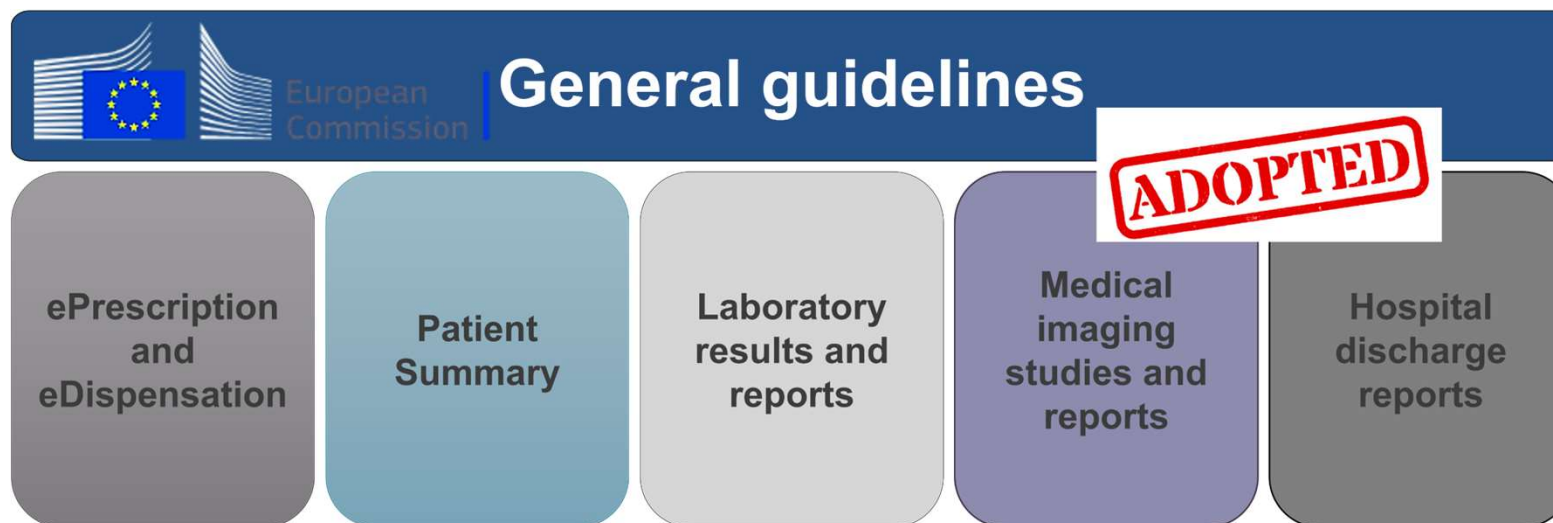 European
Commission
General guidelines
ADOPTED
ePrescription
and
eDispensation
Patient
Summary
Laboratory
results and
reports
Medical
imaging
studies and
reports
Hospital
discharge
reports